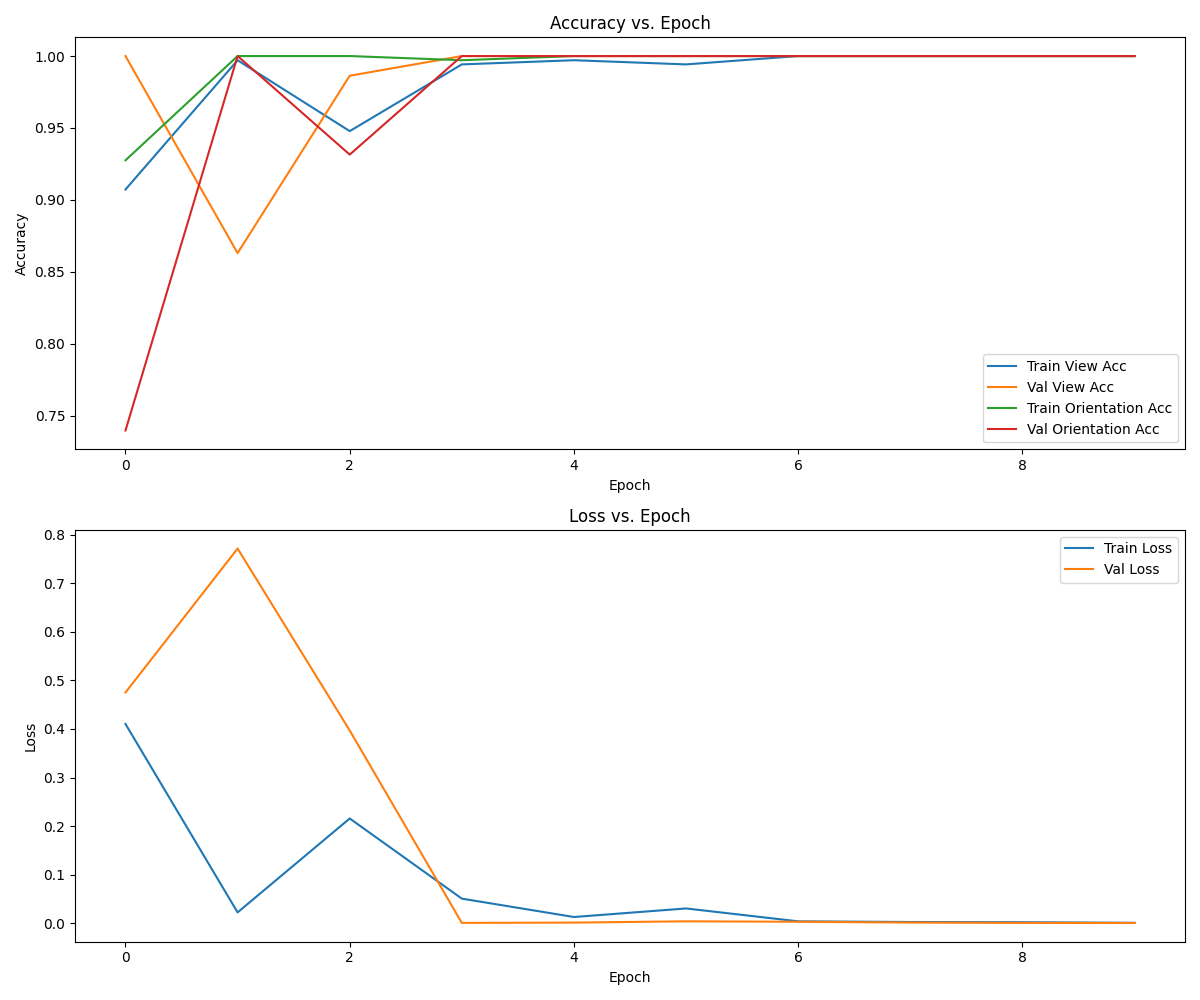 Accuracy vs. Epoch
1.00
0.95
0.90
0.85
0.80
0.75
Accuracy
Train View Acc
Val View Acc
Train Orientation Acc
Val Orientation Acc
0 2 4 6 8
Epoch
Loss vs. Epoch
0.8
0.7
0.6
0.5
0.4
0.3
0.2
0.1
0.0
Loss
Train Loss
Val Loss
0 2 4 6 8
Epoch